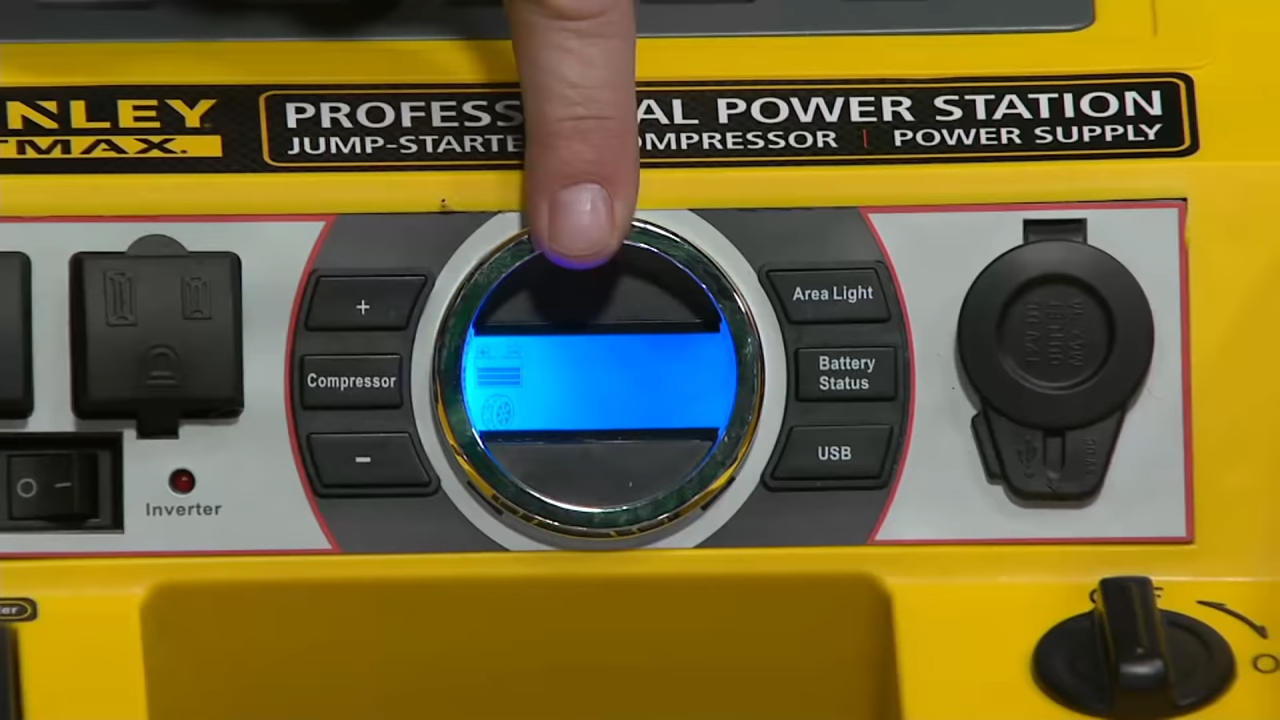 NLEY
TMAX.
PROFESS AL POWER STATION
JUMP-STARTE OMPRESSOR | POWER SUPPLY
+
Compressor
-
Area Light
Battery
Status
USB
O I
Inverter